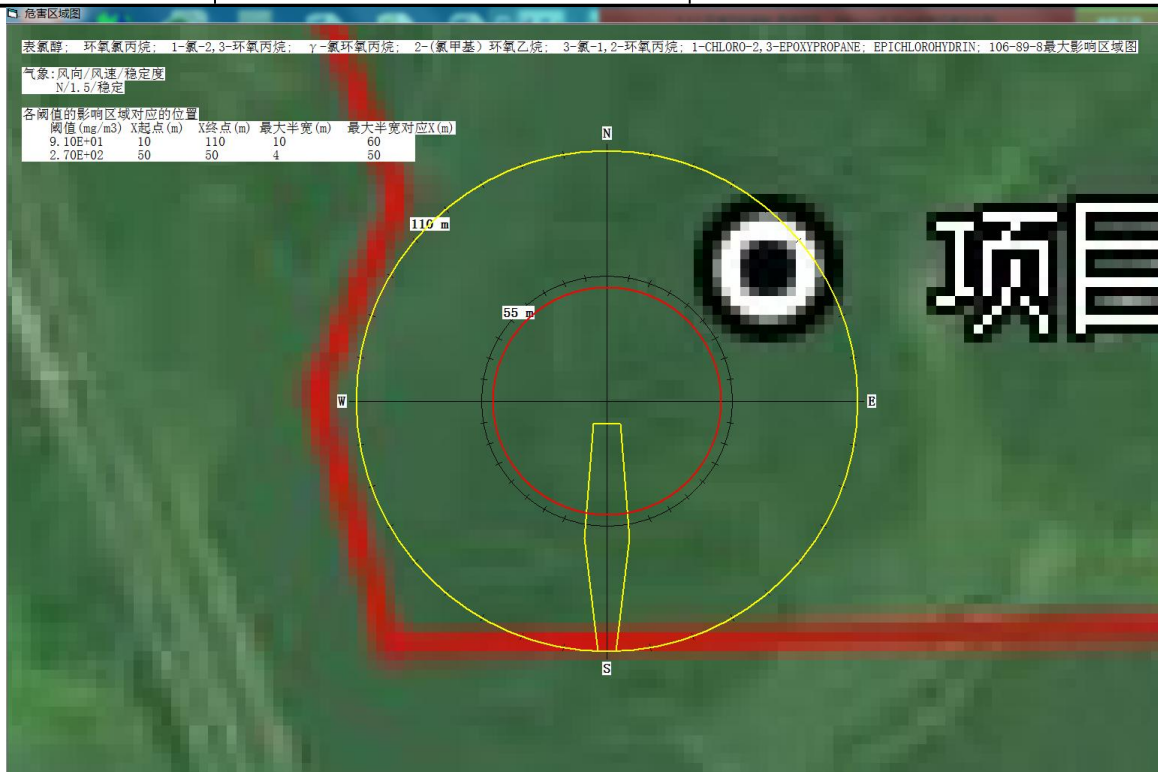 危害区域图
表氯醇; 环氧氯丙烷; 1-氯-2,3-环氧丙烷; γ-氯环氧丙烷; 2-(氯甲基) 环氧乙烷; 3-氯-1,2-环氧丙烷; 1-CHLORO-2,3-EPOXYPROPANE; EPICHLOROHYDRIN; 106-89-8最大影响区域图
气象:风向/风速/稳定度
N/1.5/稳定
各阈值的影响区域对应的位置
阈值(mg/m3) X起点(m) X终点(m) 最大半宽(m) 最大半宽对应X(m)
9.10E+01 10 110 10 60
2.70E+02 50 50 4 50
N
110 m
项目
55 m
W
E
S